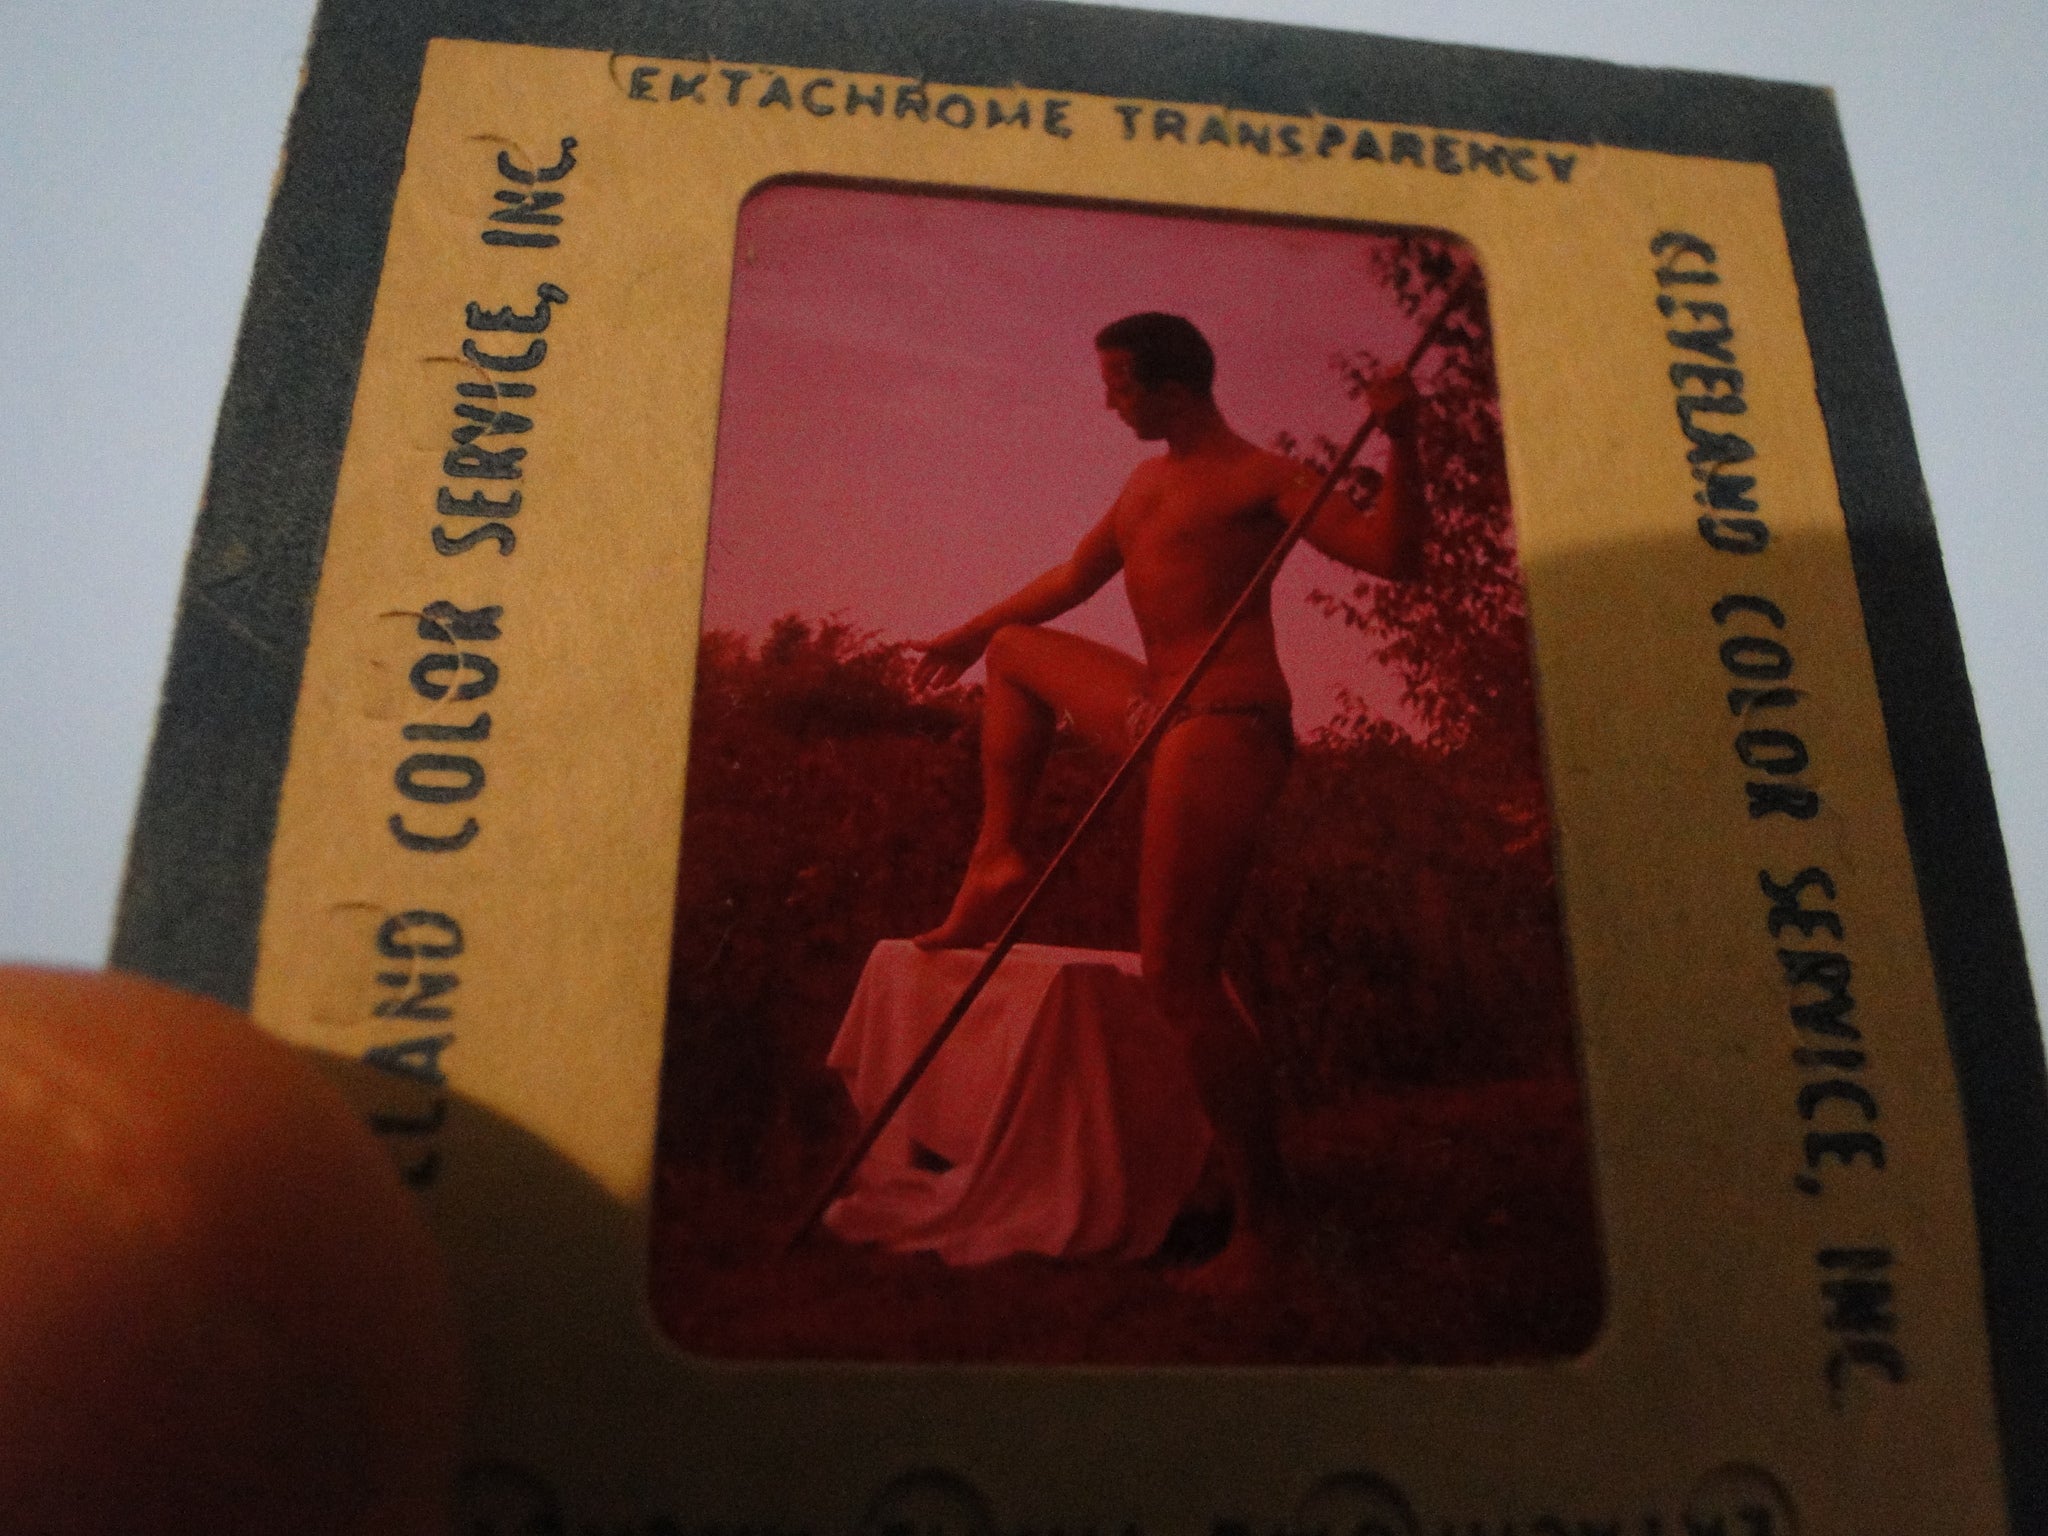 EKTACHROME TRANSPARENCY
LAND COLOR SERVICE, INC.
CLEVELAND COLOR SERVICE, INC